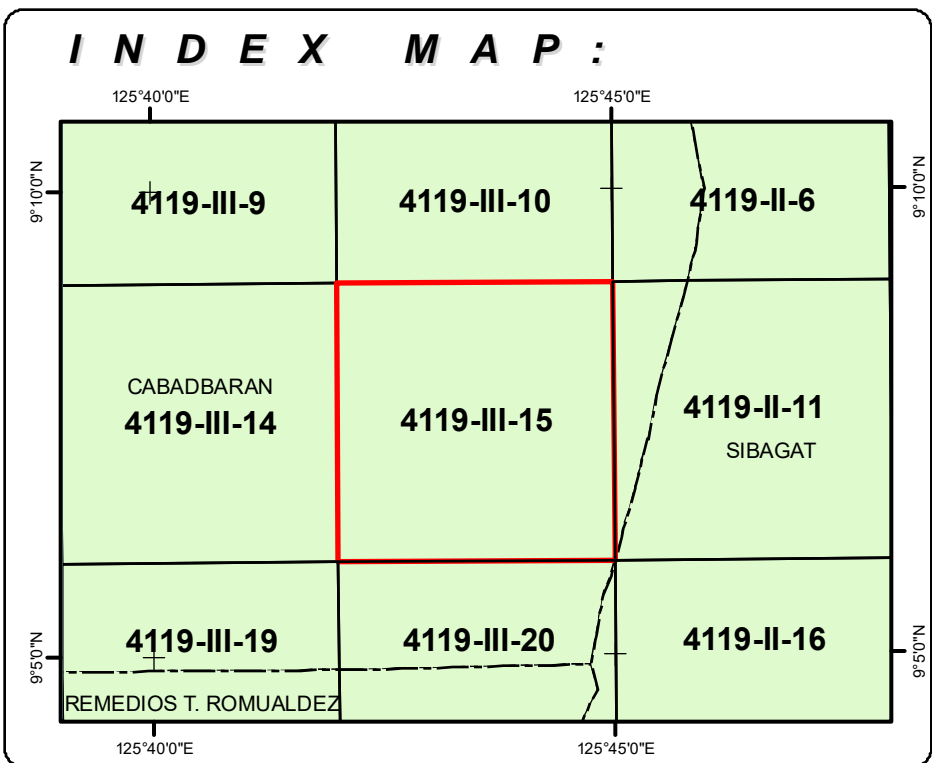 INDEX MAP:
125°40'0"E 125°45'0"E
9°10'0"N 9°10'0"N
4119-III-9 4119-III-10 4119-II-6
CABADBARAN
4119-III-14 4119-III-15 4119-II-11
SIBAGAT
4119-III-19 4119-III-20 4119-II-16
9°5'0"N 9°5'0"N
REMEDIOS T. ROMUALDEZ
125°40'0"E 125°45'0"E